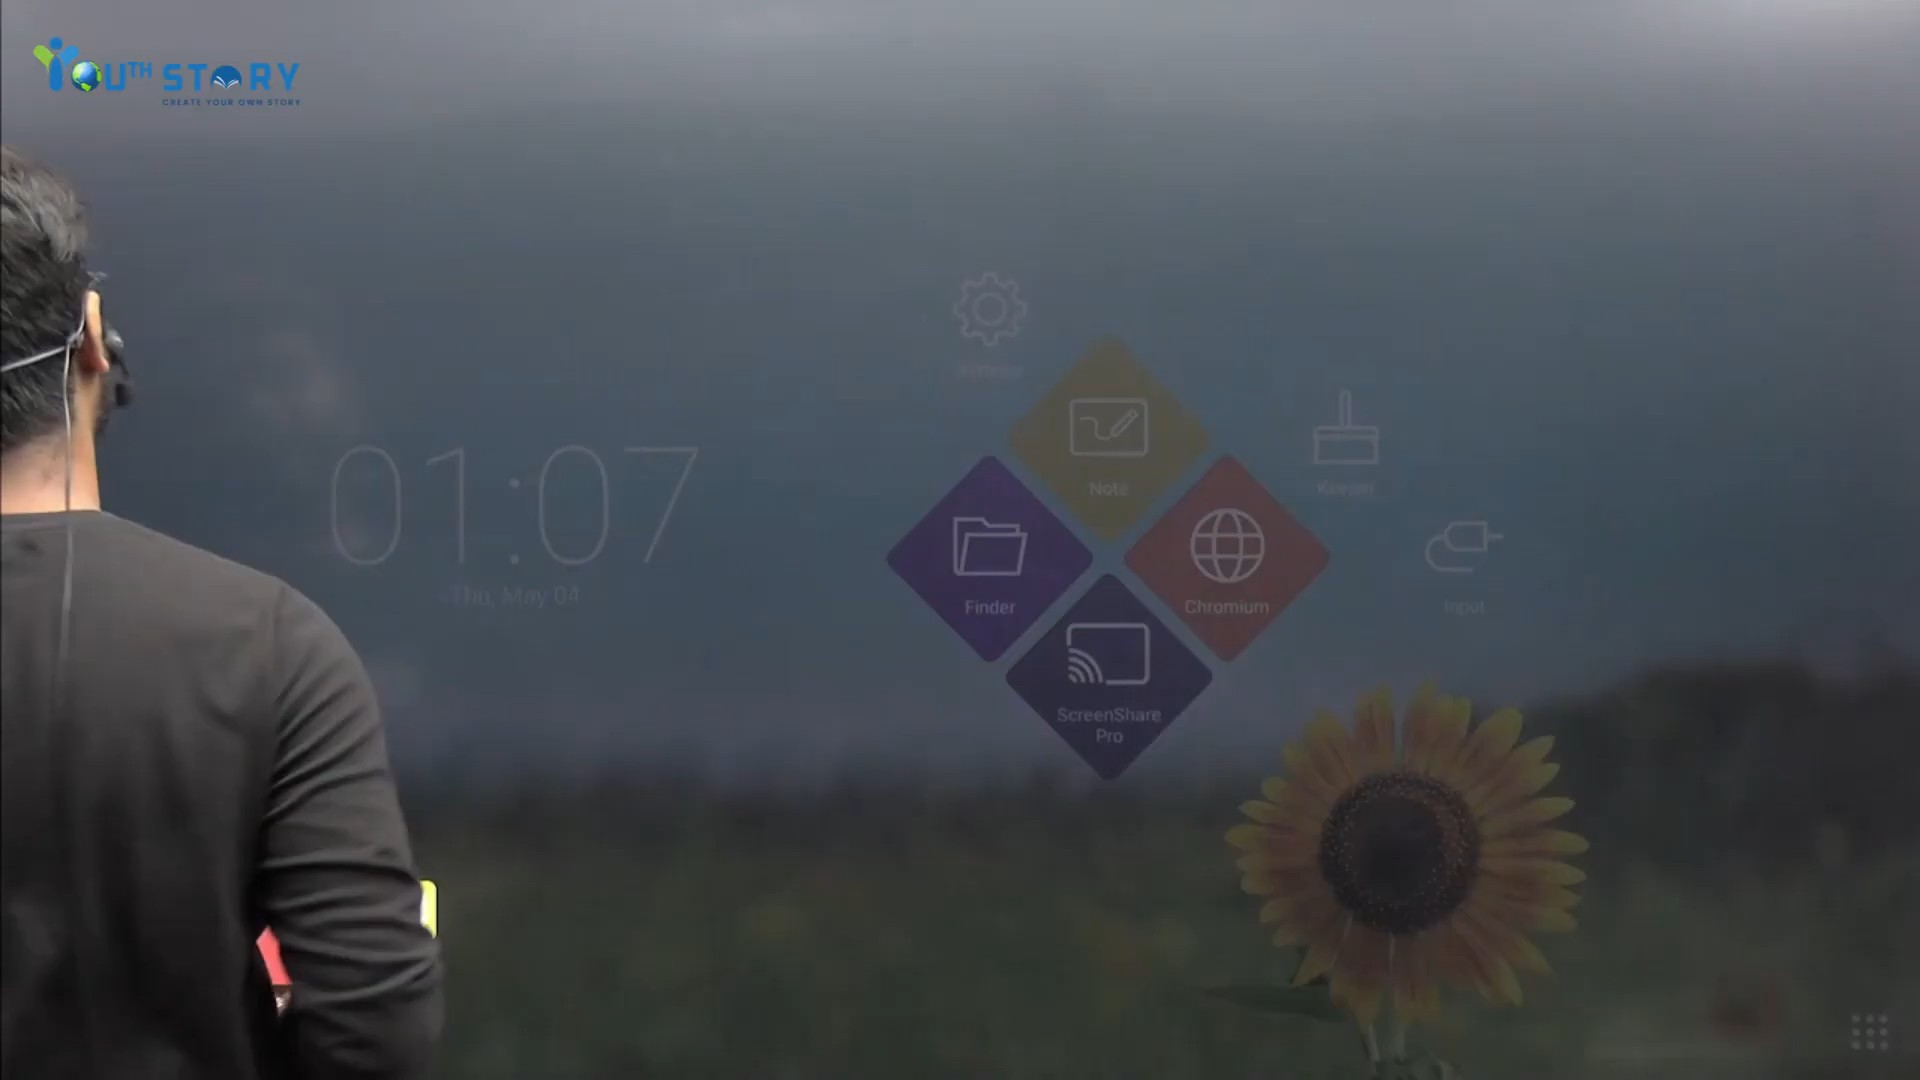 YOUTH STORY
CREATE YOUR OWN STORY
01:07
Thu, May 04
Note
Finder
Chromium
Input
ScreenShare
Pro